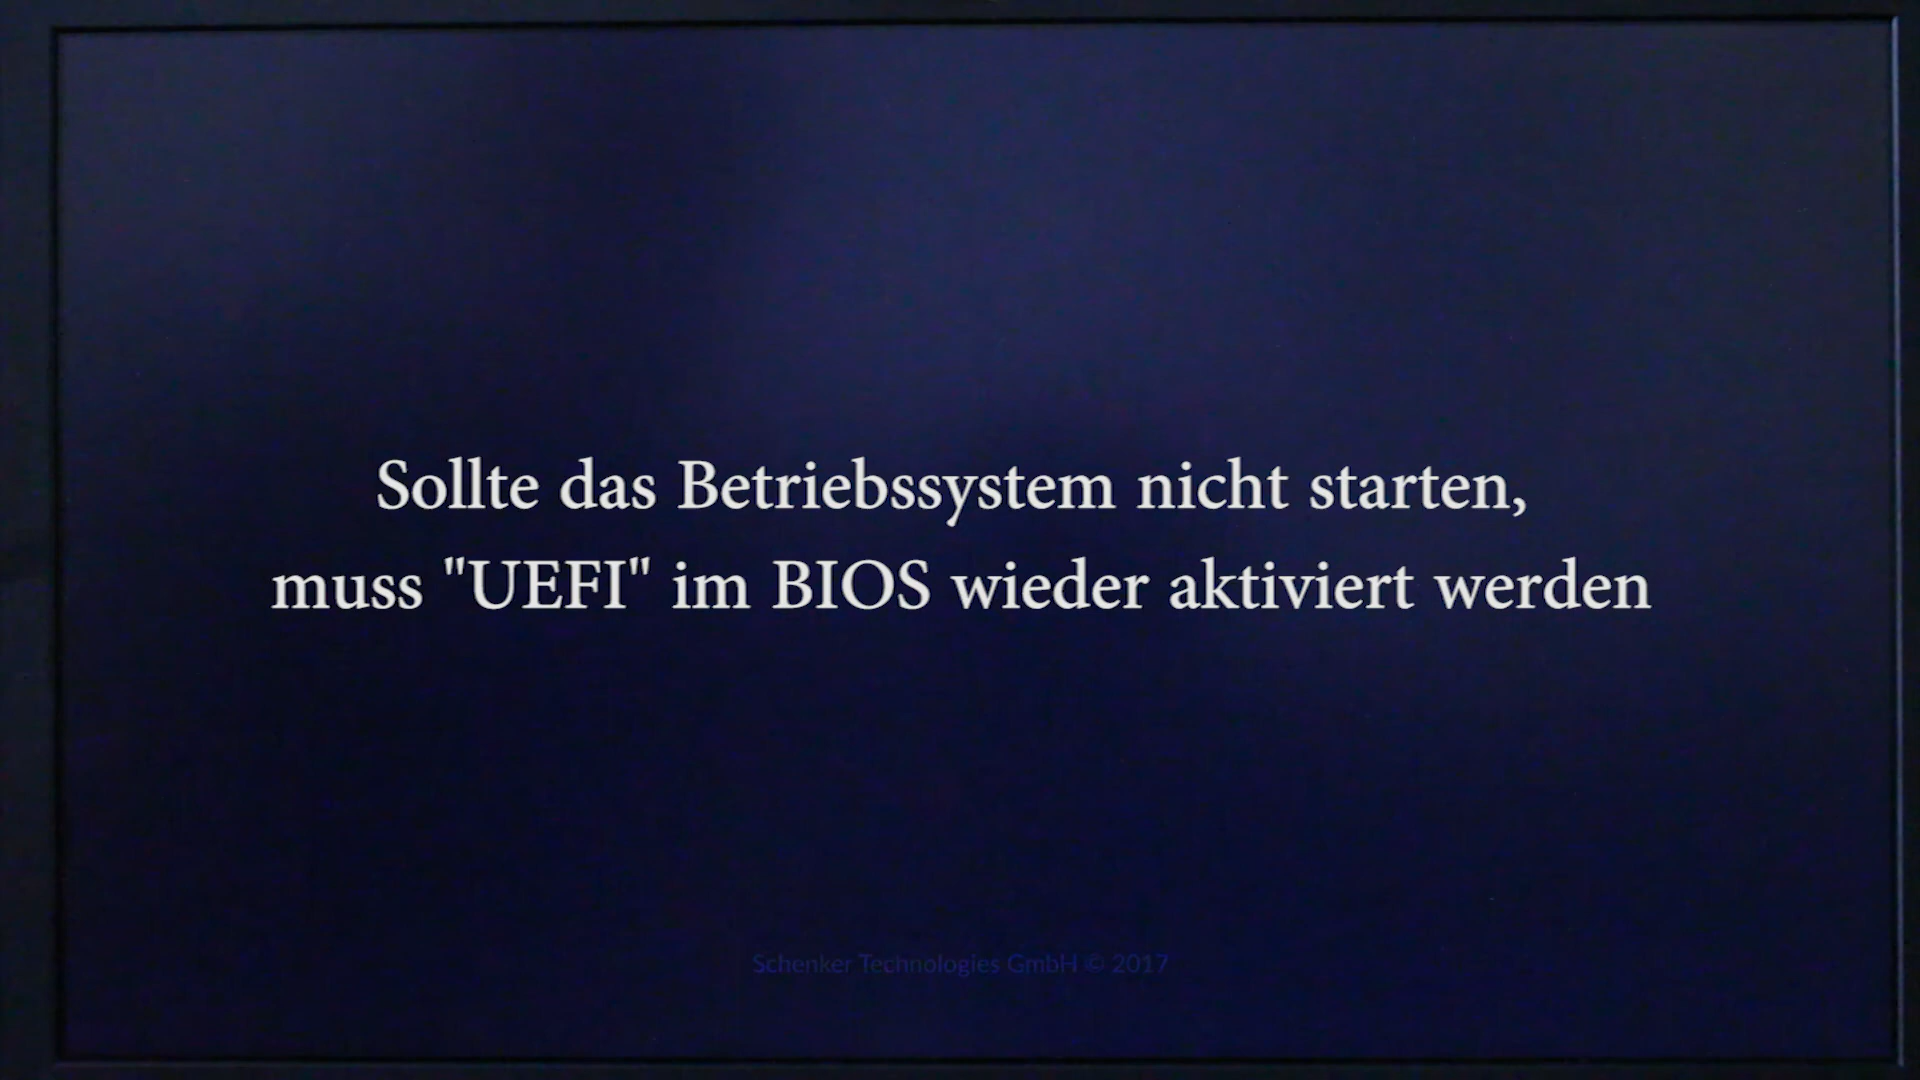 Sollte das Betriebssystem nicht starten,
muss "UEFI" im BIOS wieder aktiviert werden
Schenker Technologies GmbH © 2017